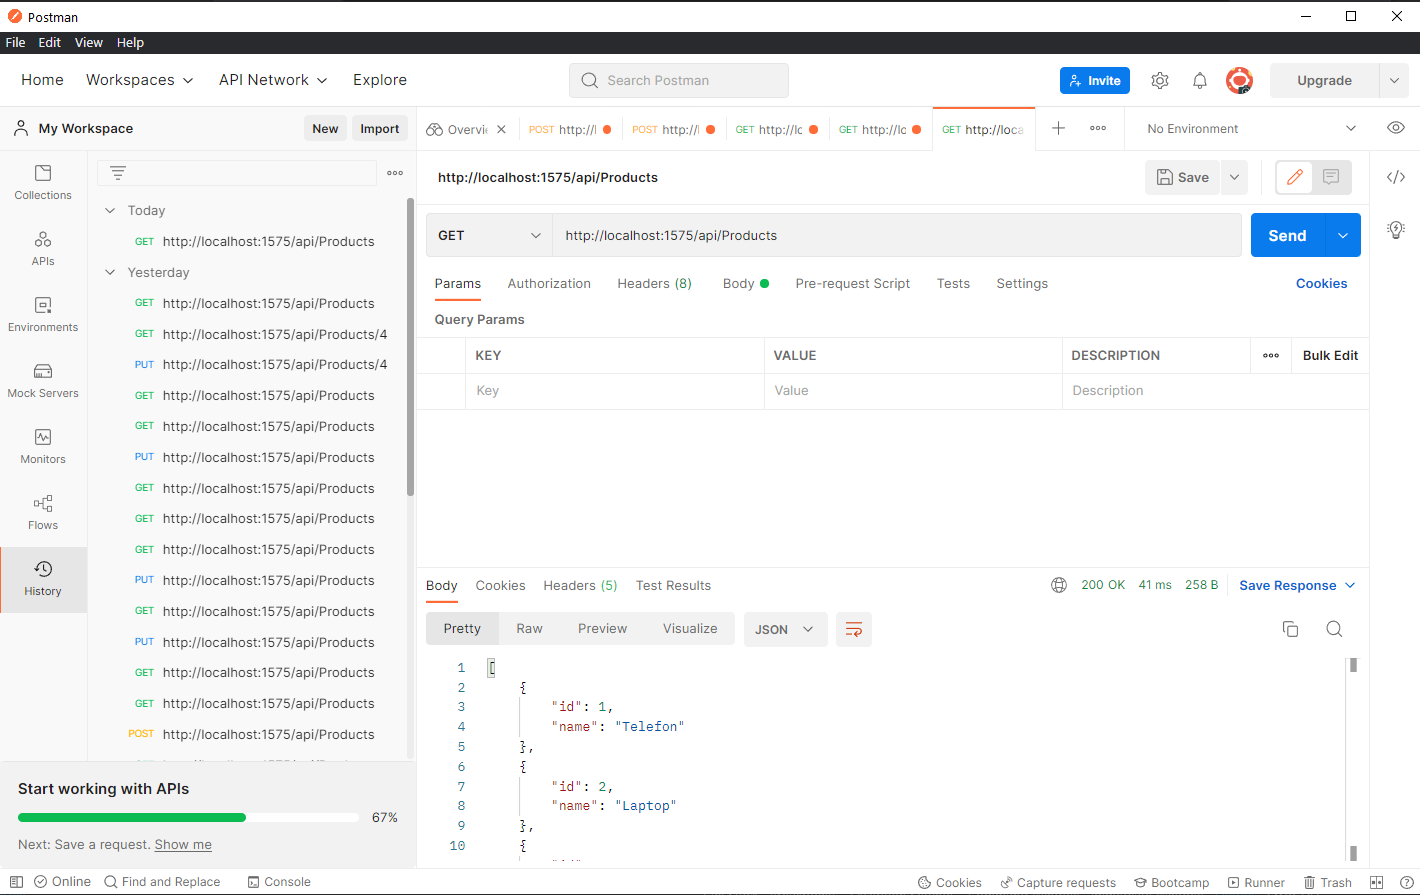 Postman
File Edit View Help
Home Workspaces API Network Explore Search Postman Invite Upgrade
My Workspace New Import
Overvi POST http://l POST http://l GET http://lc GET http://lc GET http://loca No Environment
Collections
APIs
Environments
Mock Servers
Monitors
Flows
History
Today
GET http://localhost:1575/api/Products
Yesterday
GET http://localhost:1575/api/Products
GET http://localhost:1575/api/Products/4
PUT http://localhost:1575/api/Products/4
GET http://localhost:1575/api/Products
GET http://localhost:1575/api/Products
PUT http://localhost:1575/api/Products
GET http://localhost:1575/api/Products
GET http://localhost:1575/api/Products
GET http://localhost:1575/api/Products
PUT http://localhost:1575/api/Products
GET http://localhost:1575/api/Products
PUT http://localhost:1575/api/Products
GET http://localhost:1575/api/Products
GET http://localhost:1575/api/Products
POST http://localhost:1575/api/Products
Start working with APIs
67%
Next: Save a request. Show me
http://localhost:1575/api/Products Save
GET http://localhost:1575/api/Products Send
Params Authorization Headers (8) Body Pre-request Script Tests Settings Cookies
Query Params
KEY VALUE DESCRIPTION Bulk Edit
Key Value Description
Body Cookies Headers (5) Test Results 200 OK 41 ms 258 B Save Response
Pretty Raw Preview Visualize JSON
1 [
2 {
3 "id": 1,
4 "name": "Telefon"
5 },
6 {
7 "id": 2,
8 "name": "Laptop"
9 },
10 {
Online Find and Replace Console Cookies Capture requests Bootcamp Runner Trash